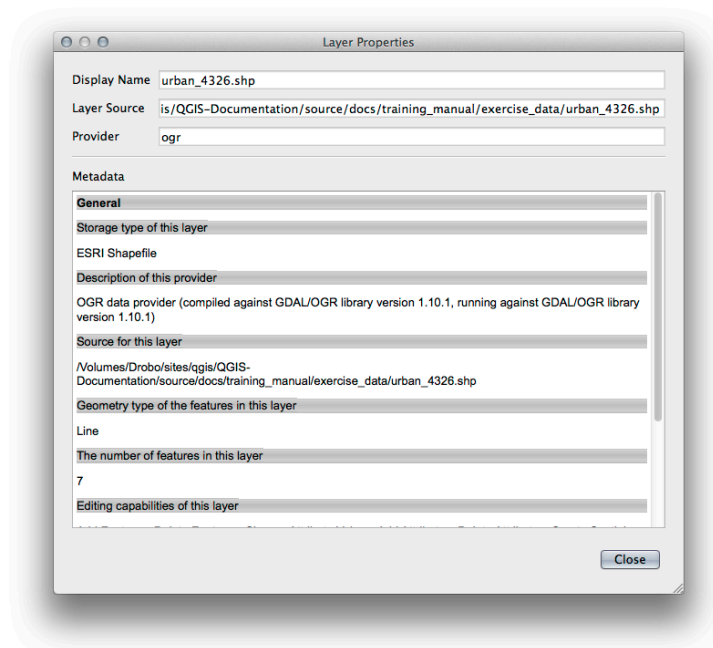 Layer Properties
Display Name urban_4326.shp
Layer Source is/QGIS-Documentation/source/docs/training_manual/exercise_data/urban_4326.shp
Provider ogr
Metadata
General
Storage type of this layer
ESRI Shapefile
Description of this provider
OGR data provider (compiled against GDAL/OGR library version 1.10.1, running against GDAL/OGR library
version 1.10.1)
Source for this layer
/Volumes/Drobo/sites/qgis/QGIS-
Documentation/source/docs/training_manual/exercise_data/urban_4326.shp
Geometry type of the features in this layer
Line
The number of features in this layer
7
Editing capabilities of this layer
Close